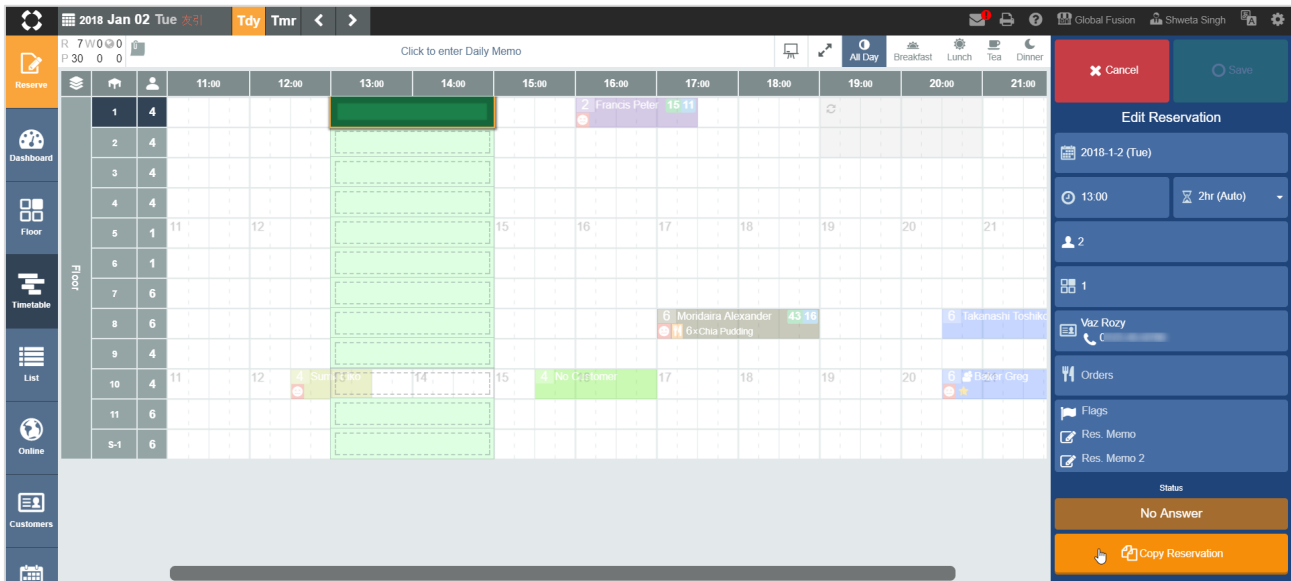 2018 Jan 02 Tue 友引 Tdy Tmr
Global Fusion Shweta Singh
R 7 W 0 0
P 30 0 0
0
Click to enter Daily Memo
All Day Breakfast Lunch Tea Dinner
Reserve
Dashboard
Floor
Timetable
List
Online
Customers
11:00 12:00 13:00 14:00 15:00 16:00 17:00 18:00 19:00 20:00 21:00
Floor
1 4
2 Francis Peter 15 11
2 4
3 4
4 4
5 1
11 12 15 16 17 18 19 20 21
6 1
7 6
8 6
6 Mondaira Alexander 43 16
6×Chia Pudding
6 Takanashi Toshiko
9 4
10 4
11 12 13 14 15 17 18 19 20
4
4
6
11 6
S-1 6
Cancel
Save
Edit Reservation
2018-1-2 (Tue)
13:00
2hr (Auto)
2
1
Vaz Rozy
Orders
Flags
Res. Memo
Res. Memo 2
Status
No Answer
Copy Reservation